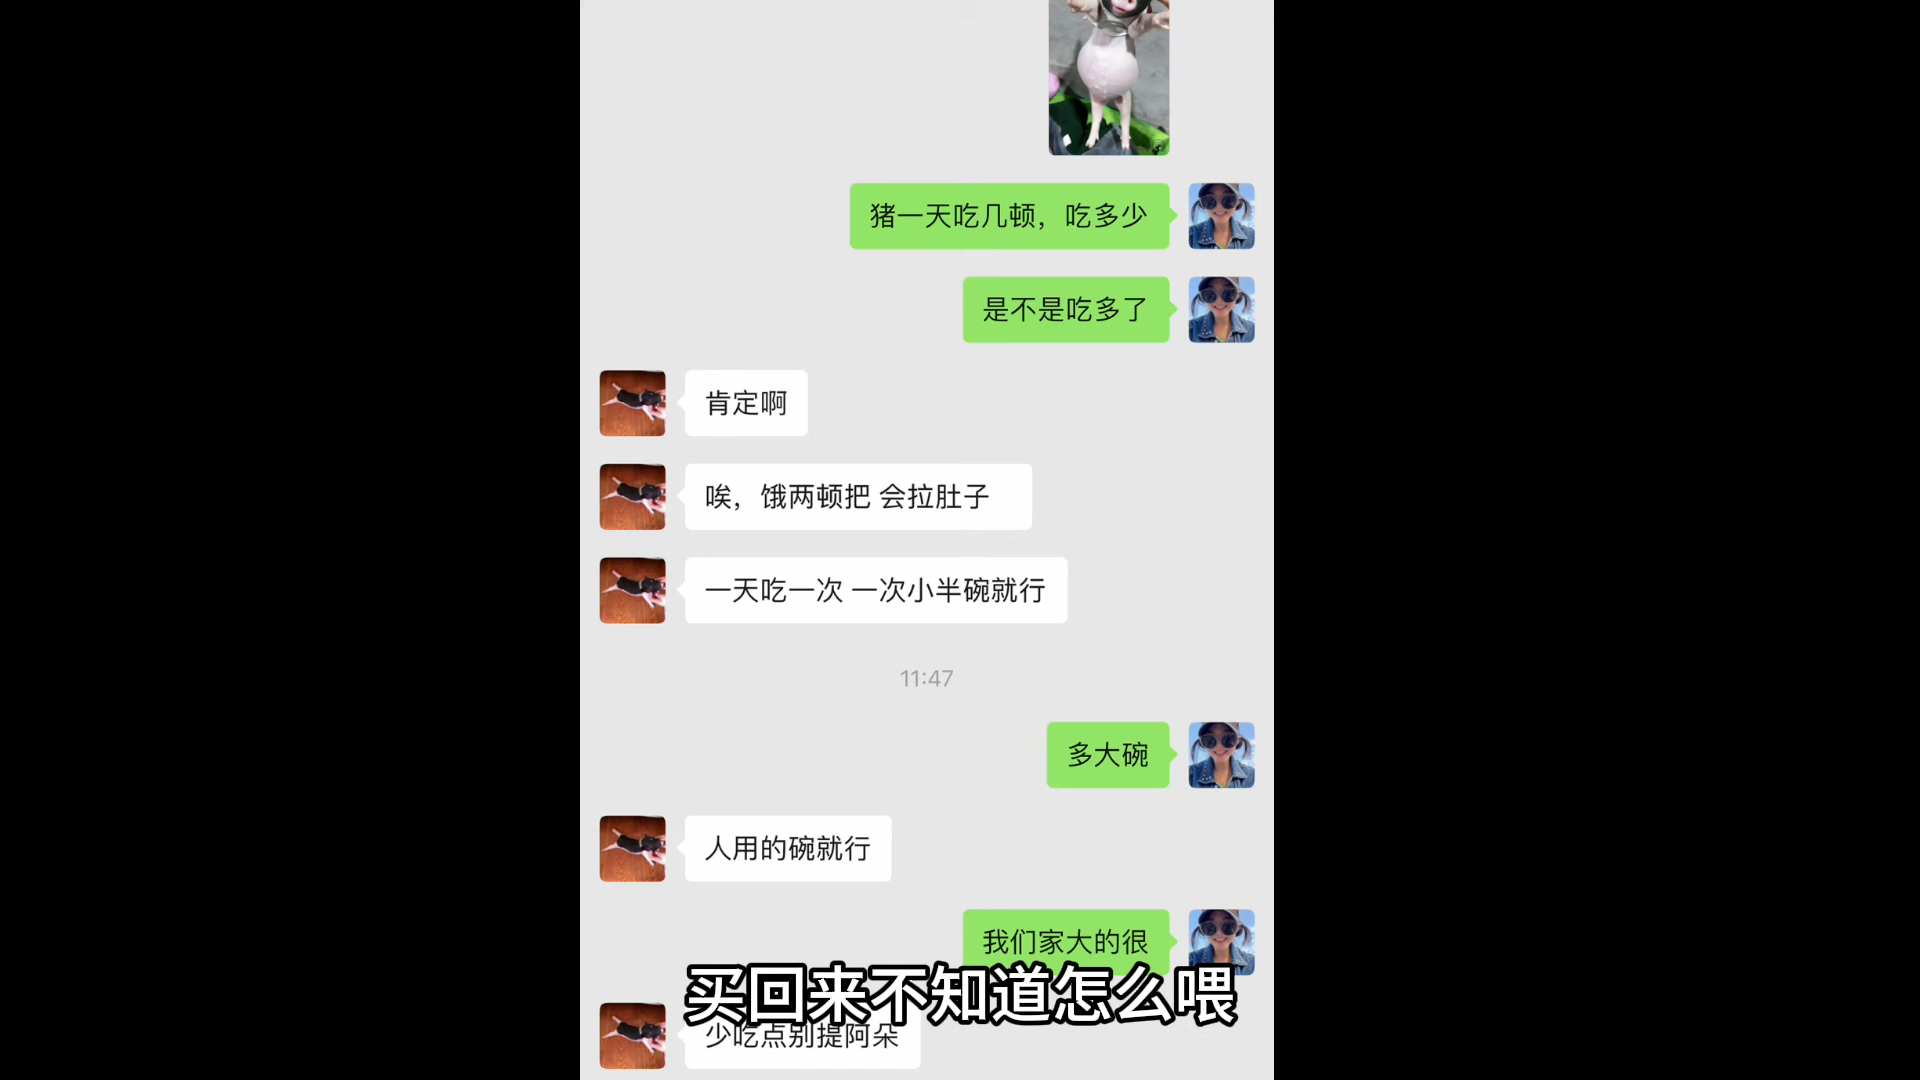 猪一天吃几顿，吃多少
是不是吃多了
肯定啊
唉，饿两顿把 会拉肚子
一天吃一次 一次小半碗就行
11:47
多大碗
人用的碗就行
我们家大的很
买回来不知道怎么喂
少吃点别提阿朵